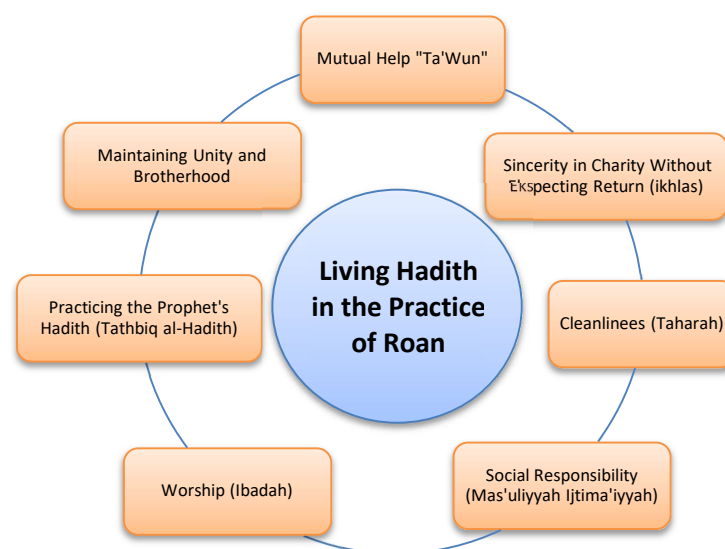 Mutual Help "Ta'Wun"
Sincerity in Charity Without
Ekspecting Return (ikhlas)
Cleanlinees (Taharah)
Social Responsibility
(Mas'uliyyah Ijtima'iyyah)
Worship (Ibadah)
Practicing the Prophet's
Hadith (Tathbiq al-Hadith)
Maintaining Unity and
Brotherhood
Living Hadith
in the Practice
of Roan